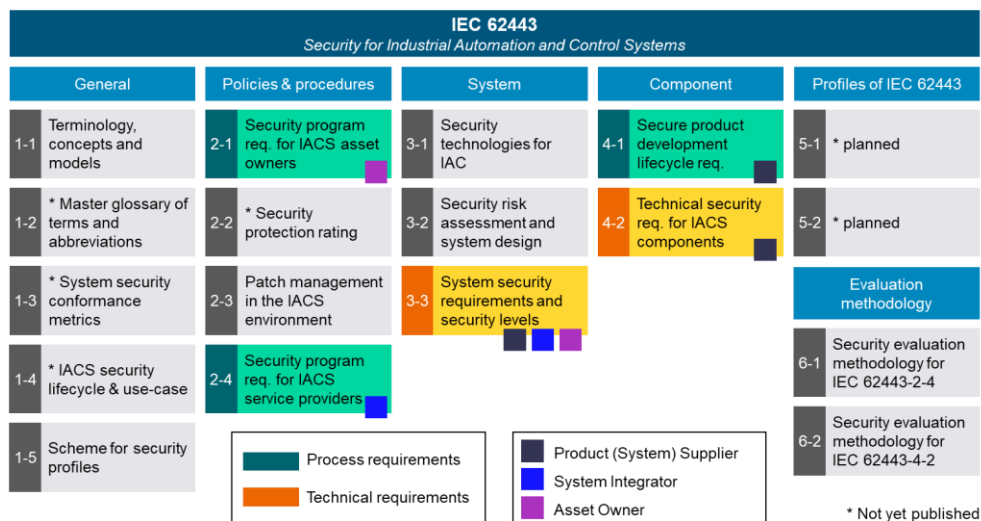 IEC 62443
Security for Industrial Automation and Control Systems
General
1-1
Terminology,
concepts and
models
1-2
* Master glossary of
terms and
abbreviations
1-3
* System security
conformance
metrics
1-4
* IACS security
lifecycle & use-case
1-5
Scheme for security
profiles
Policies & procedures
2-1
Security program
req. for IACS asset
owners
2-2
* Security
protection rating
2-3
Patch management
in the IACS
environment
2-4
Security program
req. for IACS
service providers
System
3-1
Security
technologies for
IAC
3-2
Security risk
assessment and
system design
3-3
System security
requirements and
security levels
Component
4-1
Secure product
development
lifecycle req.
4-2
Technical security
req. for IACS
components
Profiles of IEC 62443
5-1
* planned
5-2
* planned
Evaluation
methodology
6-1
Security evaluation
methodology for
IEC 62443-2-4
6-2
Security evaluation
methodology for
IEC 62443-4-2
Process requirements
Technical requirements
Product (System) Supplier
System Integrator
Asset Owner
* Not yet published